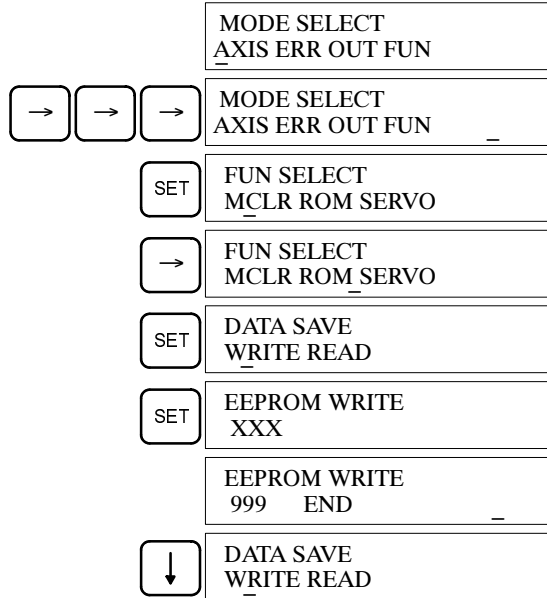 MODE SELECT
AXIS ERR OUT FUN
→ → →
MODE SELECT
AXIS ERR OUT FUN _
SET
FUN SELECT
MCLR ROM SERVO
→
FUN SELECT
MCLR ROM SERVO
SET
DATA SAVE
WRITE READ
SET
EEPROM WRITE
XXX
EEPROM WRITE
999 END _
↓
DATA SAVE
WRITE READ